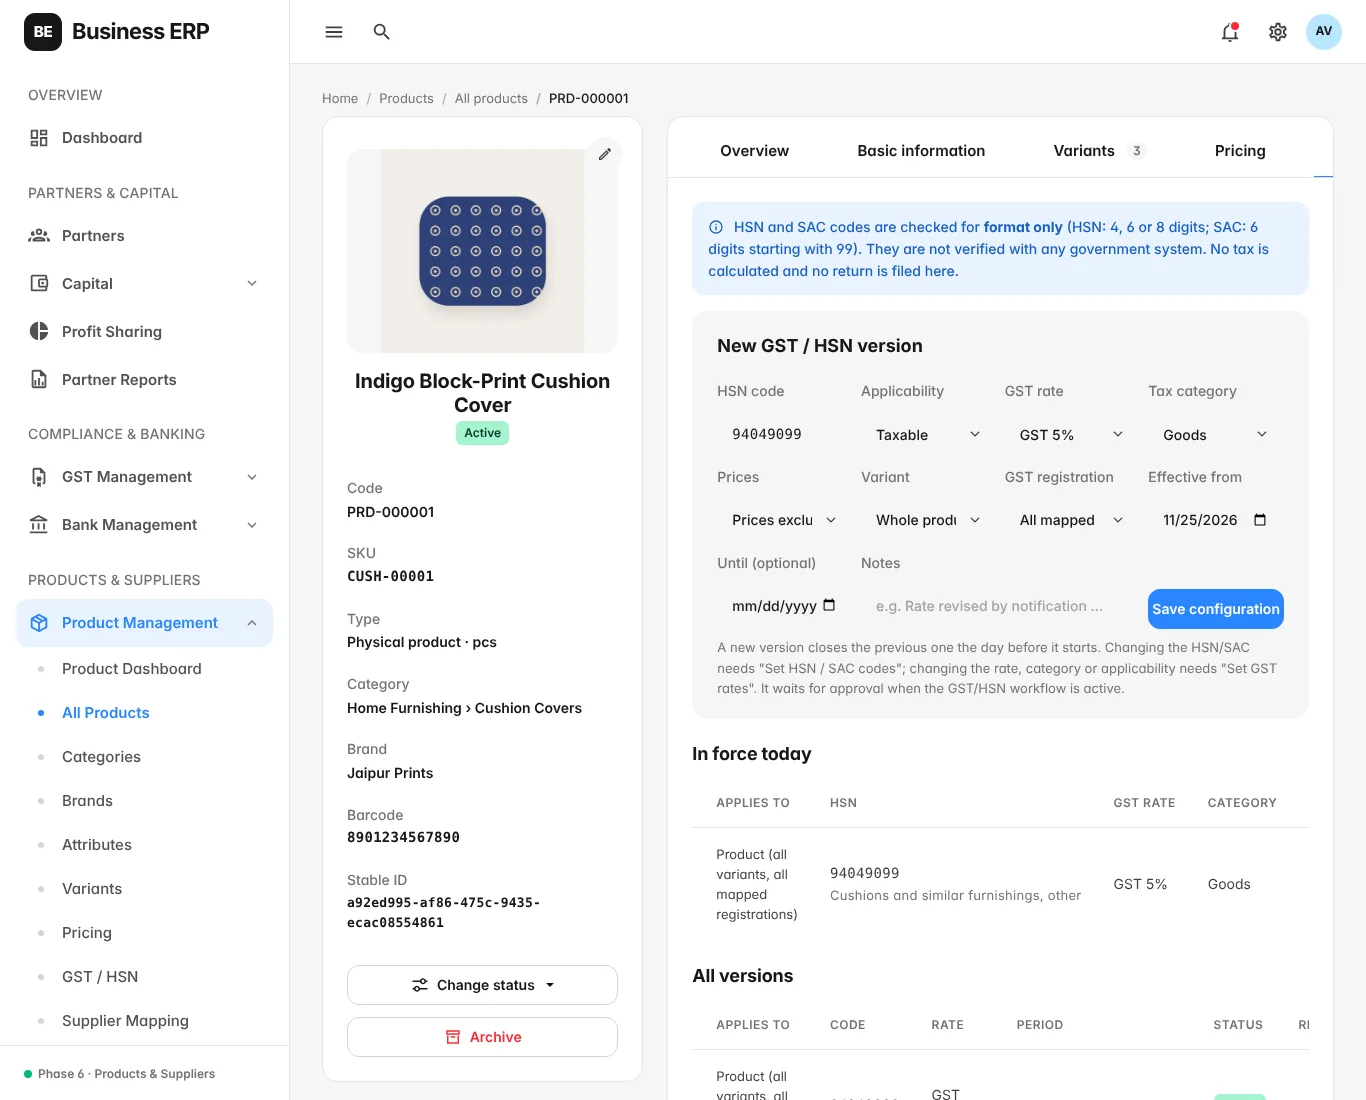 BE Business ERP
AV
OVERVIEW
Dashboard
PARTNERS & CAPITAL
Partners
Capital
Profit Sharing
Partner Reports
COMPLIANCE & BANKING
GST Management
Bank Management
PRODUCTS & SUPPLIERS
Product Management
Product Dashboard
All Products
Categories
Brands
Attributes
Variants
Pricing
GST / HSN
Supplier Mapping
Phase 6 · Products & Suppliers
Home / Products / All products / PRD-000001
Indigo Block-Print Cushion
Cover
Active
Code
PRD-000001
SKU
CUSH-00001
Type
Physical product · pcs
Category
Home Furnishing › Cushion Covers
Brand
Jaipur Prints
Barcode
8901234567890
Stable ID
a92ed995-af86-475c-9435-
ecac08554861
Change status
Archive
Overview Basic information Variants 3 Pricing
HSN and SAC codes are checked for format only (HSN: 4, 6 or 8 digits; SAC: 6
digits starting with 99). They are not verified with any government system. No tax is
calculated and no return is filed here.
New GST / HSN version
HSN code Applicability GST rate Tax category
94049099 Taxable GST 5% Goods
Prices Variant GST registration Effective from
Prices exclu Whole produ All mapped 11/25/2026
Until (optional) Notes
mm/dd/yyyy e.g. Rate revised by notification ... Save configuration
A new version closes the previous one the day before it starts. Changing the HSN/SAC
needs "Set HSN / SAC codes"; changing the rate, category or applicability needs "Set GST
rates". It waits for approval when the GST/HSN workflow is active.
In force today
APPLIES TO HSN GST RATE CATEGORY
Product (all
variants, all
mapped
registrations)
94049099
Cushions and similar furnishings, other
GST 5%
Goods
All versions
APPLIES TO CODE RATE PERIOD STATUS
Product (all
variants, all
GST